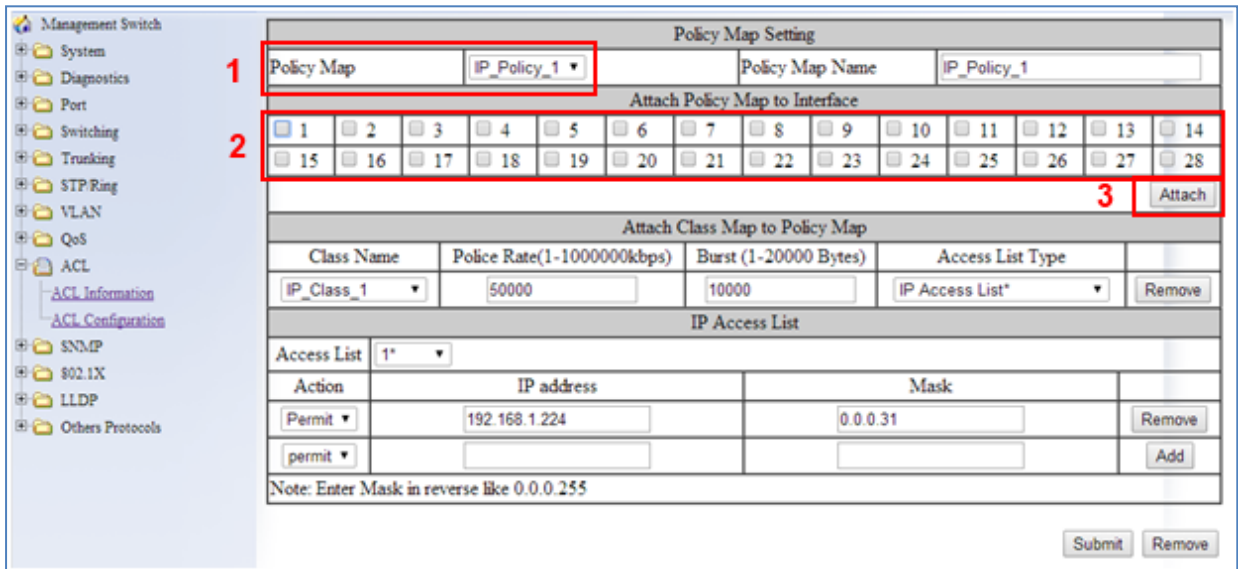 Management Switch
System
Diagnostics
Port
Switching
Trunking
STP/Ring
VLAN
QoS
ACL
ACL Information
ACL Configuration
SNMP
802.1X
LLDP
Others Protocols
Policy Map Setting
1 Policy Map IP_Policy_1 Policy Map Name IP_Policy_1
Attach Policy Map to Interface
2
1 2 3 4 5 6 7 8 9 10 11 12 13 14
15 16 17 18 19 20 21 22 23 24 25 26 27 28
3 Attach
Attach Class Map to Policy Map
Class Name Police Rate(1-1000000kbps) Burst (1-20000 Bytes) Access List Type
IP_Class_1 50000 10000 IP Access List* Remove
IP Access List
Access List 1*
Action IP address Mask
Permit 192.168.1.224 0.0.0.31 Remove
permit Add
Note: Enter Mask in reverse like 0.0.0.255
Submit Remove